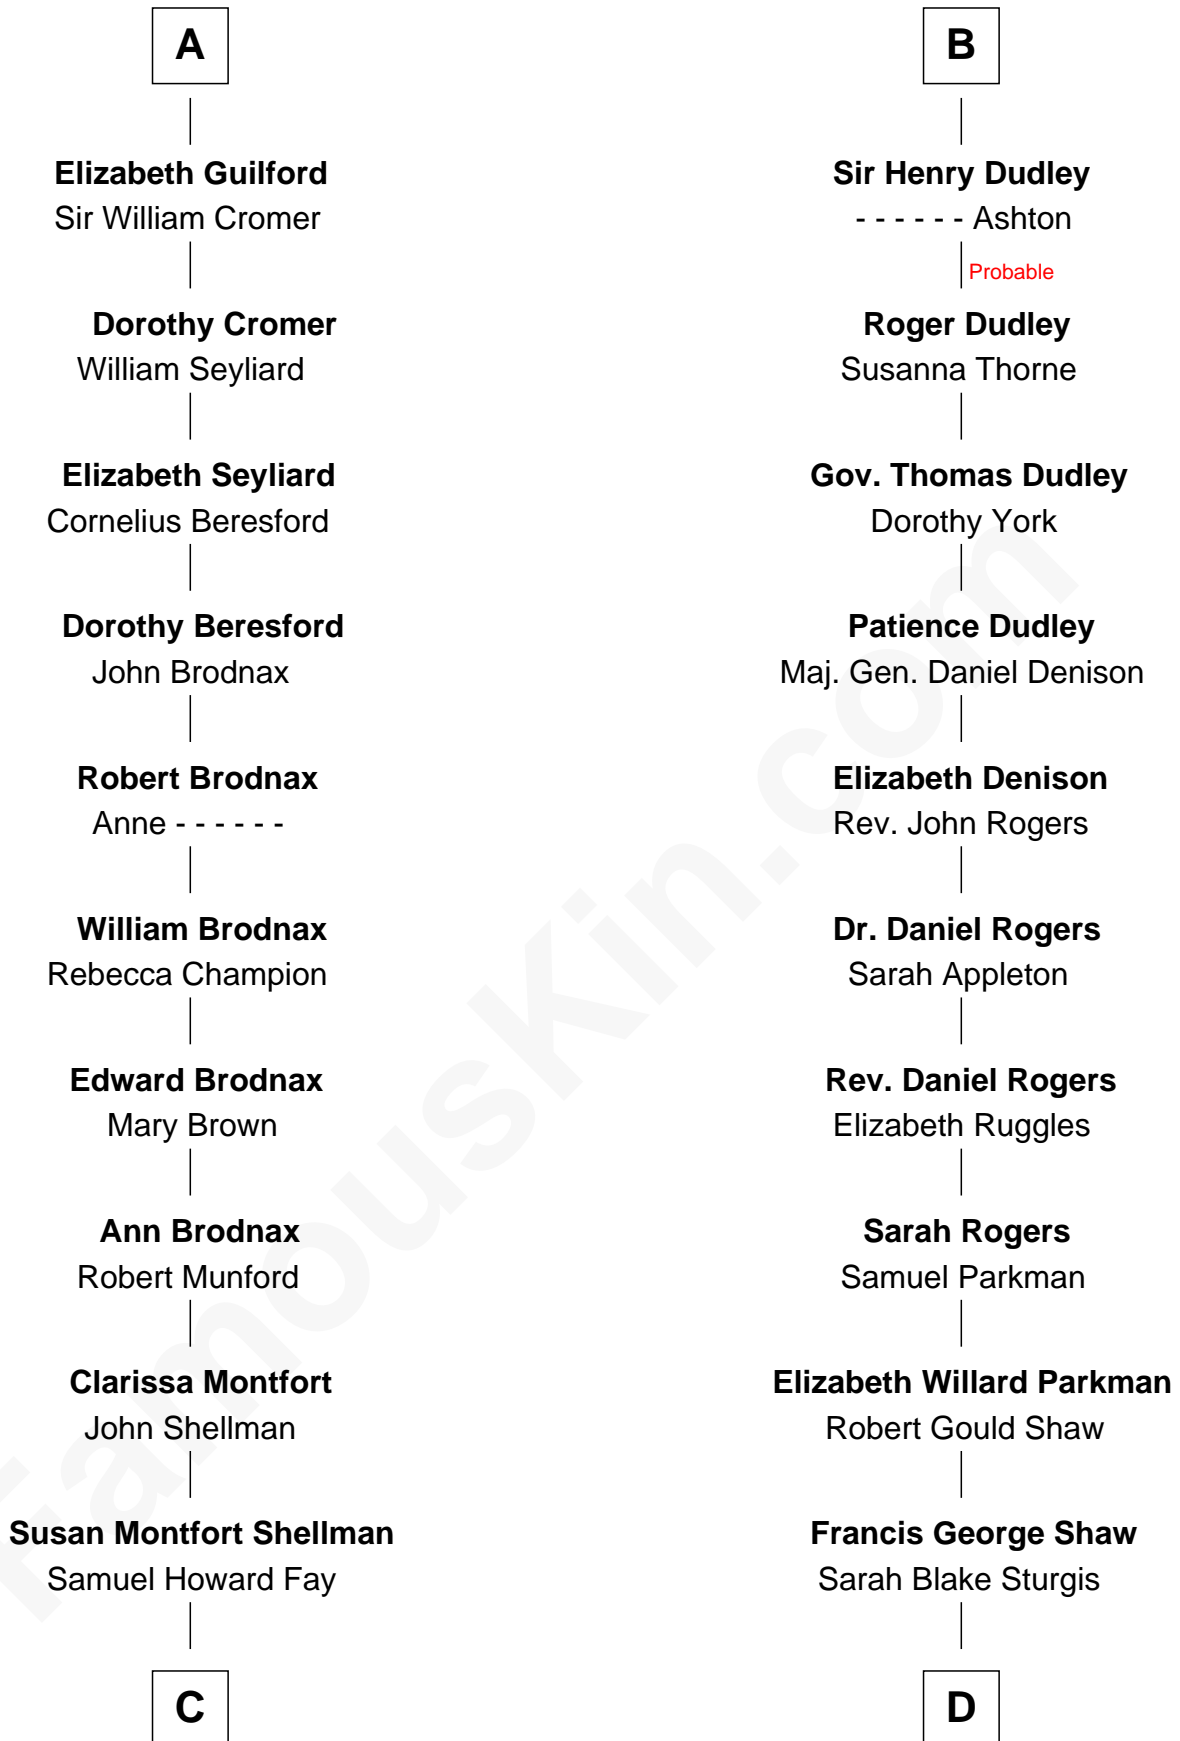 A
Elizabeth Guilford
Sir William Cromer
Dorothy Cromer
William Seyliard
Elizabeth Seyliard
Cornelius Beresford
Dorothy Beresford
John Brodnax
Robert Brodnax
Anne - - - - - -
William Brodnax
Rebecca Champion
Edward Brodnax
Mary Brown
Ann Brodnax
Robert Munford
Clarissa Montfort
John Shellman
Susan Montfort Shellman
Samuel Howard Fay
C
B
Sir Henry Dudley
- - - - - - Ashton
Probable
Roger Dudley
Susanna Thorne
Gov. Thomas Dudley
Dorothy York
Patience Dudley
Maj. Gen. Daniel Denison
Elizabeth Denison
Rev. John Rogers
Dr. Daniel Rogers
Sarah Appleton
Rev. Daniel Rogers
Elizabeth Ruggles
Sarah Rogers
Samuel Parkman
Elizabeth Willard Parkman
Robert Gould Shaw
Francis George Shaw
Sarah Blake Sturgis
D
FamousKin.com